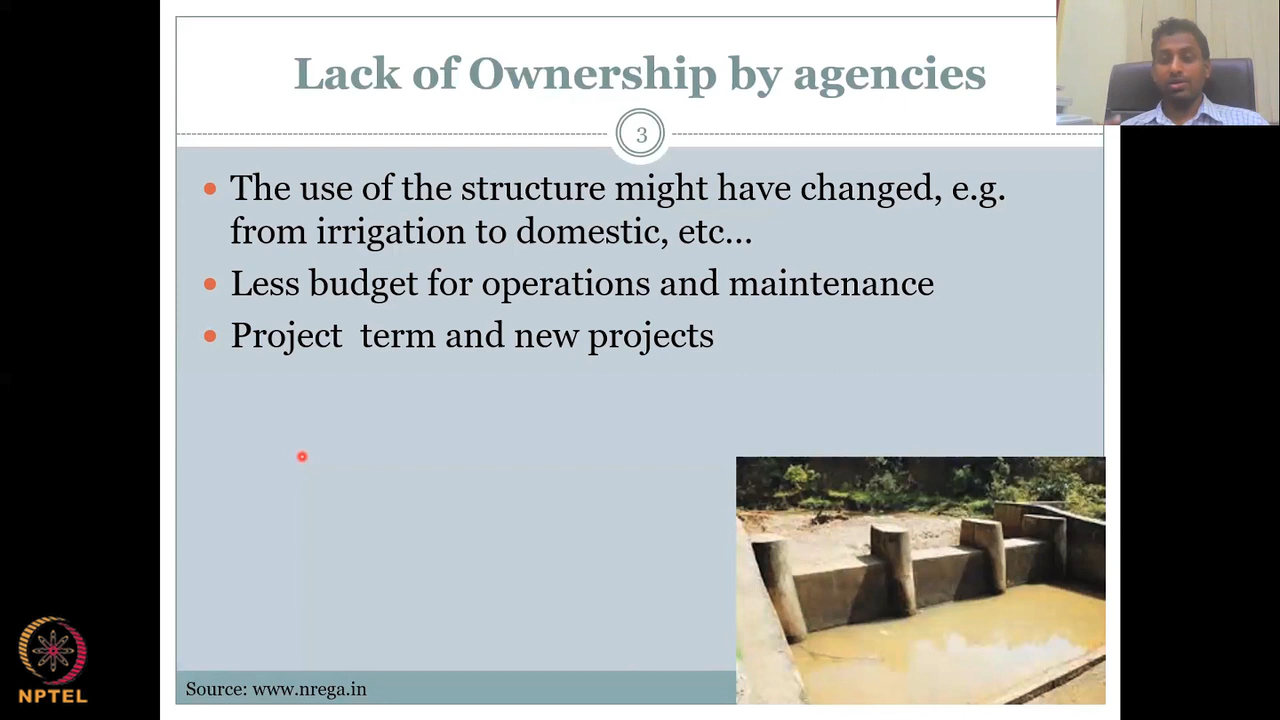 Lack of Ownership by agencies
3
The use of the structure might have changed, e.g.
from irrigation to domestic, etc...
Less budget for operations and maintenance
Project term and new projects
Source: www.nrega.in
NPTEL